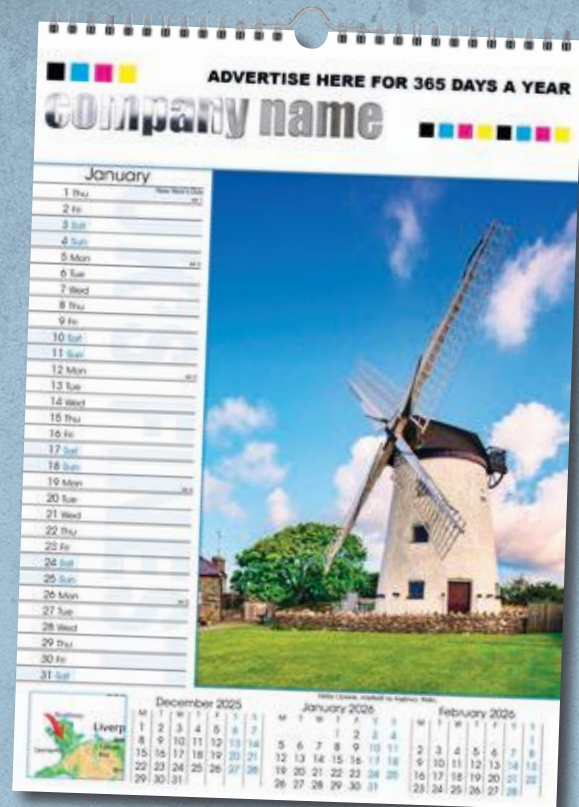 ADVERTISE HERE FOR 365 DAYS A YEAR
company name
January
1 Thu
2 Fri
3 Sat
4 Sun
5 Mon
6 Tue
7 Wed
8 Thu
9 Fri
10 Sat
11 Sun
12 Mon
13 Tue
14 Wed
15 Thu
16 Fri
17 Sat
18 Sun
19 Mon
20 Tue
21 Wed
22 Thu
23 Fri
24 Sat
25 Sun
26 Mon
27 Tue
28 Wed
29 Thu
30 Fri
31 Sat
Liverp
December 2025
M T W T F S S
1 2 3 4 5 6 7
8 9 10 11 12 13 14
15 16 17 18 19 20 21
22 23 24 25 26 27 28
29 30 31
January 2026
M T W T F S S
1 2 3 4
5 6 7 8 9 10 11
12 13 14 15 16 17 18
19 20 21 22 23 24 25
26 27 28 29 30 31
February 2026
M T W T F S S
1
2 3 4 5 6 7 8
9 10 11 12 13 14 15
16 17 18 19 20 21 22
23 24 25 26 27 28